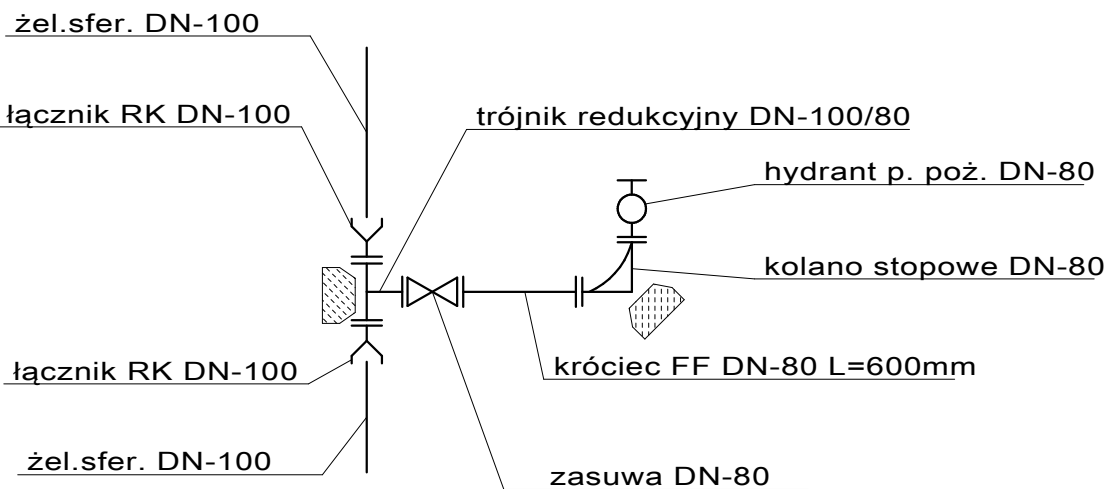 żel.sfer. DN-100
łącznik RK DN-100
trójnik redukcyjny DN-100/80
hydrant p. poż. DN-80
kolano stopowe DN-80
króciec FF DN-80 L=600mm
łącznik RK DN-100
żel.sfer. DN-100
zasuwa DN-80